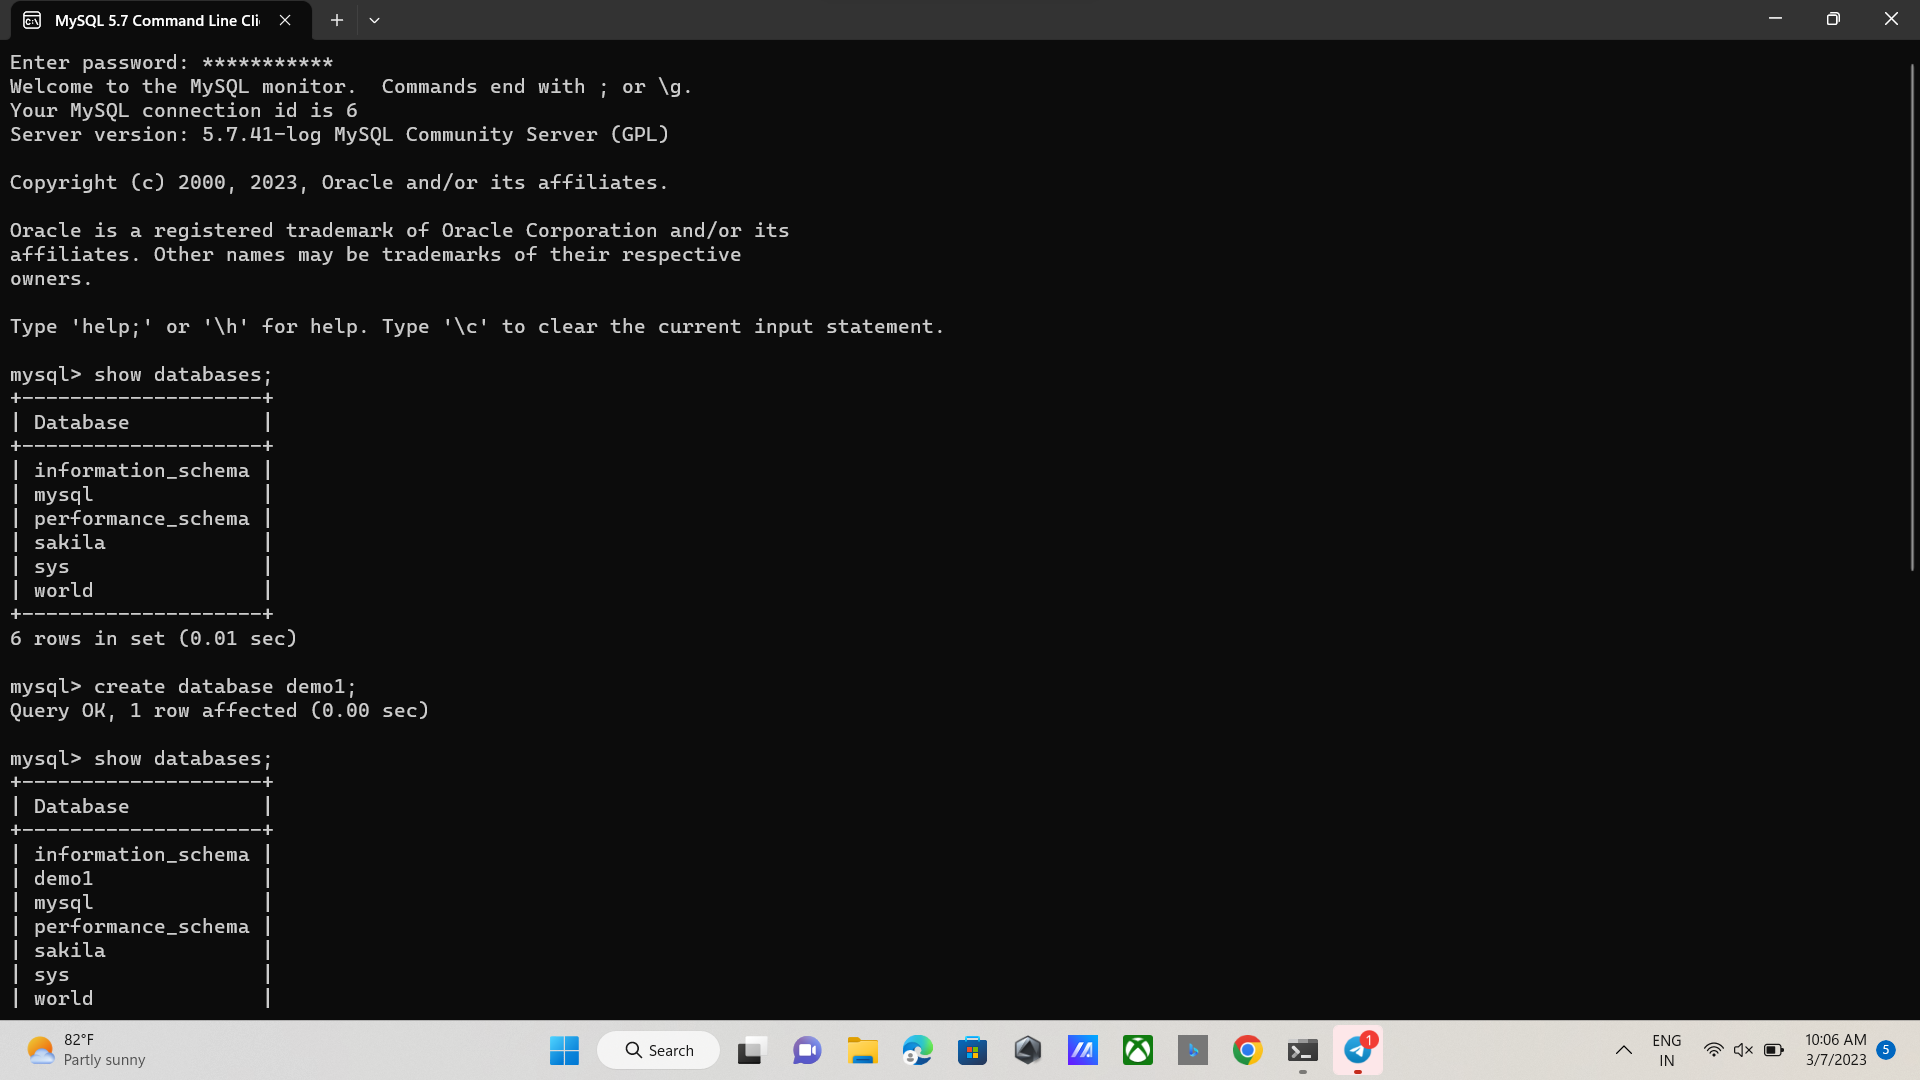 MySQL 5.7 Command Line Cli
Enter password: ***********
Welcome to the MySQL monitor.  Commands end with ; or \g.
Your MySQL connection id is 6
Server version: 5.7.41-log MySQL Community Server (GPL)
Copyright (c) 2000, 2023, Oracle and/or its affiliates.
Oracle is a registered trademark of Oracle Corporation and/or its
affiliates. Other names may be trademarks of their respective
owners.
Type 'help;' or '\h' for help. Type '\c' to clear the current input statement.
mysql> show databases;
+--------------------+
| Database           |
+--------------------+
| information_schema |
| mysql              |
| performance_schema |
| sakila             |
| sys                |
| world              |
+--------------------+
6 rows in set (0.01 sec)
mysql> create database demo1;
Query OK, 1 row affected (0.00 sec)
mysql> show databases;
+--------------------+
| Database           |
+--------------------+
| information_schema |
| demo1              |
| mysql              |
| performance_schema |
| sakila             |
| sys                |
| world              |
82°F
Partly sunny
Search
1
ENG
IN
10:06 AM
3/7/2023
5